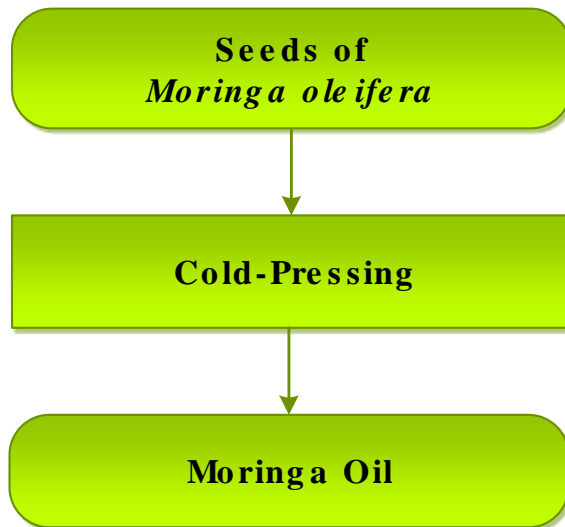 Seeds of
Moringa oleifera
Cold-Pressing
Moringa Oil